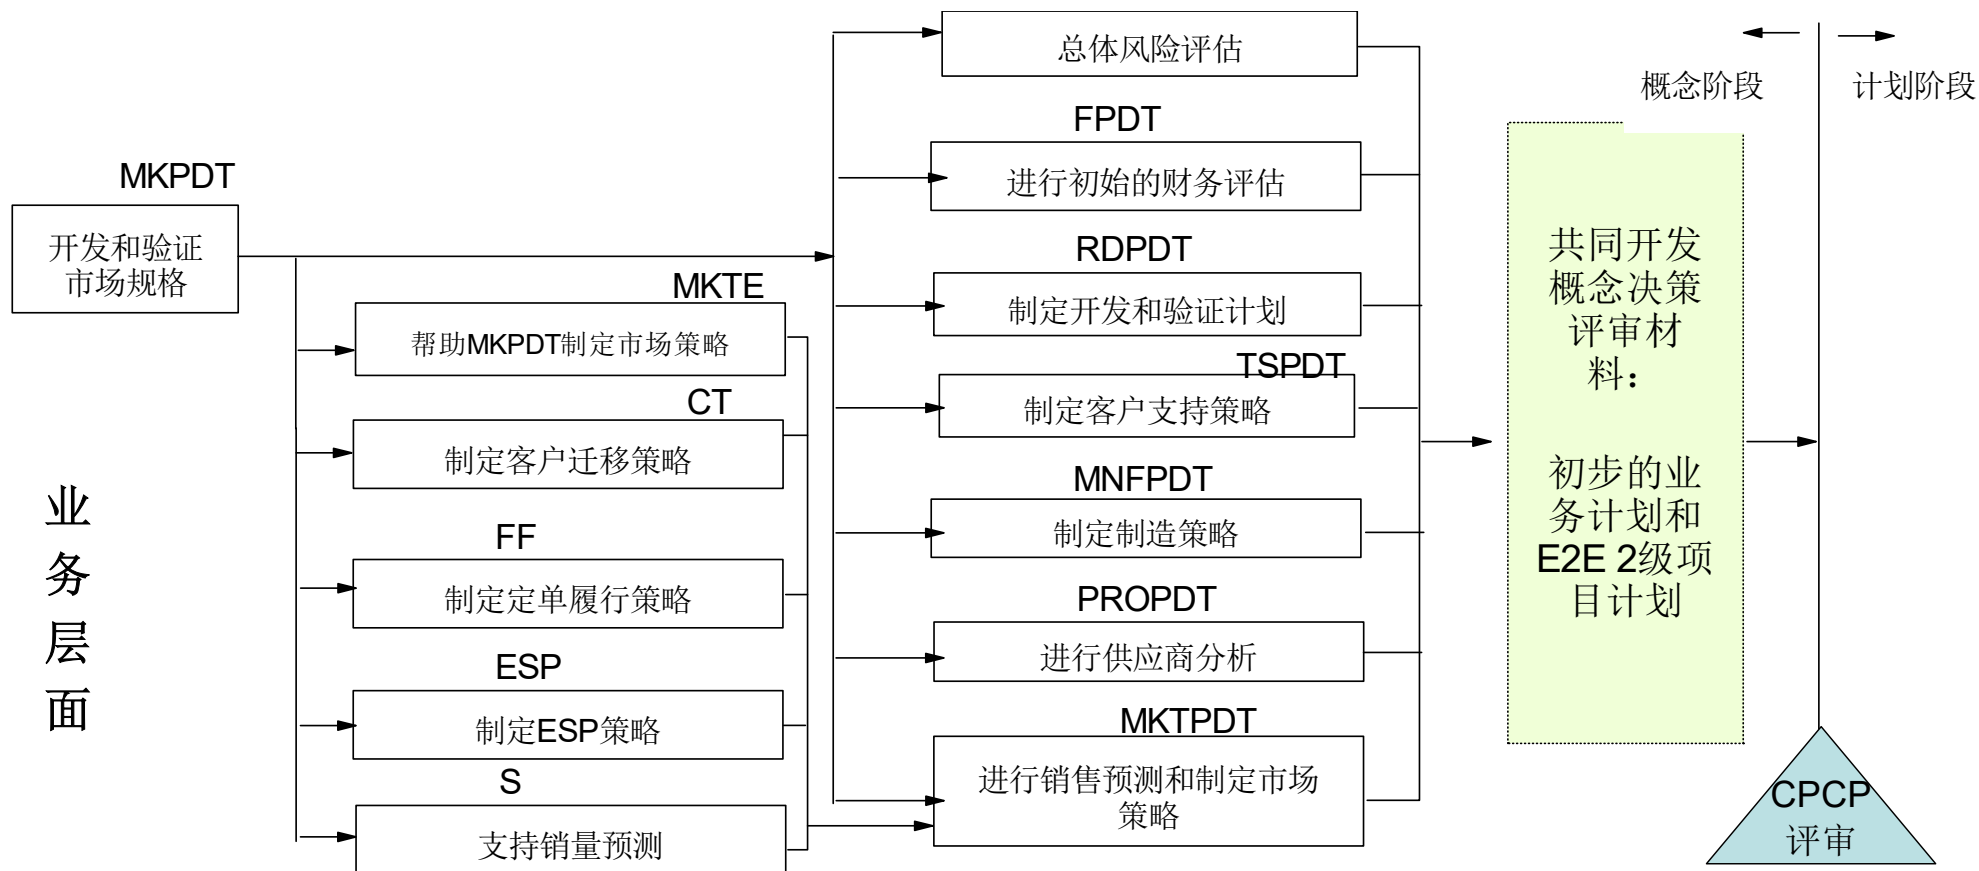 MKPDT
开发和验证
市场规格
业
务
层
面
MKTE
帮助MKPDT制定市场策略
CT
制定客户迁移策略
FF
制定定单履行策略
ESP
制定ESP策略
S
支持销量预测
总体风险评估
FPDT
进行初始的财务评估
RDPDT
制定开发和验证计划
TSPDT
制定客户支持策略
MNFPDT
制定制造策略
PROPDT
进行供应商分析
MKTPDT
进行销售预测和制定市场
策略
共同开发
概念决策
评审材
料：
初步的业
务计划和
E2E 2级项
目计划
概念阶段
计划阶段
CPCP
评审